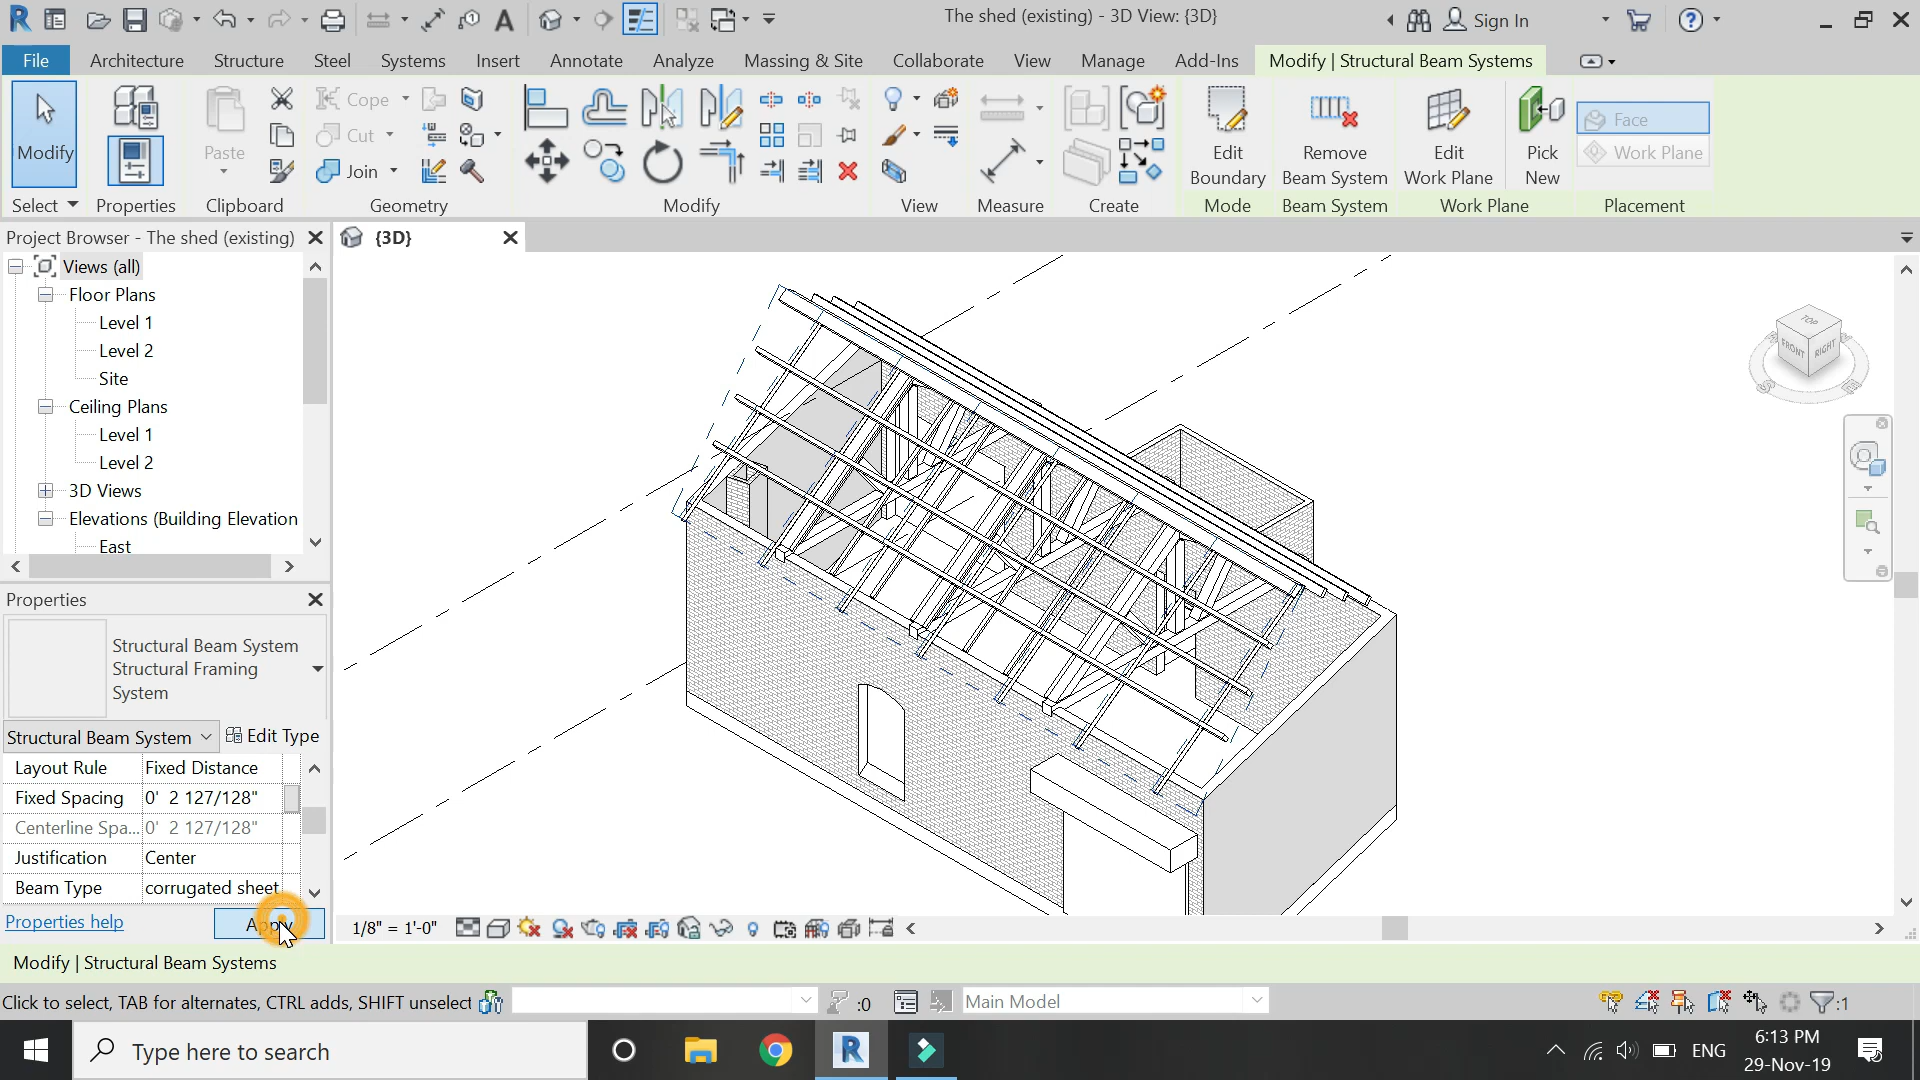 The shed (existing) - 3D View: {3D}
Sign In
File
Architecture
Structure
Steel
Systems
Insert
Annotate
Analyze
Massing & Site
Collaborate
View
Manage
Add-Ins
Modify | Structural Beam Systems
Modify
Paste
Cope
Cut
Join
Edit
Boundary
Remove
Beam System
Edit
Work Plane
Pick
New
Face
Work Plane
Select
Properties
Clipboard
Geometry
Modify
View
Measure
Create
Mode
Beam System
Work Plane
Placement
Project Browser - The shed (existing)
{3D}
Views (all)
Floor Plans
Level 1
Level 2
Site
Ceiling Plans
Level 1
Level 2
3D Views
Elevations (Building Elevation
East
TOP
FRONT
RIGHT
S
E
Properties
Structural Beam System
Structural Framing
System
Structural Beam System
Edit Type
Layout Rule
Fixed Distance
Fixed Spacing
0' 2 127/128"
Centerline Spa...
0' 2 127/128"
Justification
Center
Beam Type
corrugated sheet
Properties help
Apply
1/8" = 1'-0"
Modify | Structural Beam Systems
Click to select, TAB for alternates, CTRL adds, SHIFT unselect
:0
Main Model
:1
Type here to search
ENG
6:13 PM
29-Nov-19